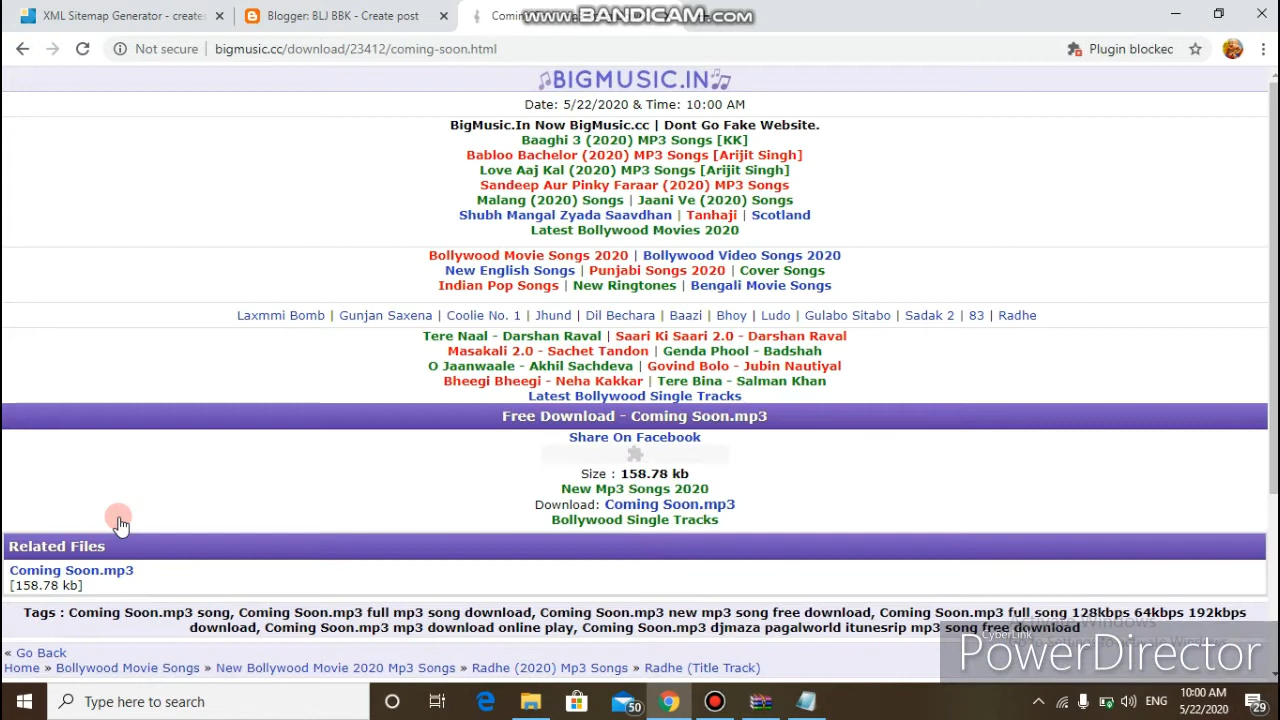 XML Sitemap Generator - creates
Blogger: BLJ BBK - Create post
www.BANDICAM.com
Not secure
bigmusic.cc/download/23412/coming-soon.html
Plugin blocked
BIGMUSIC.IN
Date: 5/22/2020 & Time: 10:00 AM
BigMusic.In Now BigMusic.cc | Dont Go Fake Website.
Baaghi 3 (2020) MP3 Songs [KK]
Babloo Bachelor (2020) MP3 Songs [Arijit Singh]
Love Aaj Kal (2020) MP3 Songs [Arijit Singh]
Sandeep Aur Pinky Faraar (2020) MP3 Songs
Malang (2020) Songs | Jaani Ve (2020) Songs
Shubh Mangal Zyada Saavdhan | Tanhaji | Scotland
Latest Bollywood Movies 2020
Bollywood Movie Songs 2020 | Bollywood Video Songs 2020
New English Songs | Punjabi Songs 2020 | Cover Songs
Indian Pop Songs | New Ringtones | Bengali Movie Songs
Laxmmi Bomb | Gunjan Saxena | Coolie No. 1 | Jhund | Dil Bechara | Baazi | Bhoy | Ludo | Gulabo Sitabo | Sadak 2 | 83 | Radhe
Tere Naal - Darshan Raval | Saari Ki Saari 2.0 - Darshan Raval
Masakali 2.0 - Sachet Tandon | Genda Phool - Badshah
O Jaanwaale - Akhil Sachdeva | Govind Bolo - Jubin Nautiyal
Bheegi Bheegi - Neha Kakkar | Tere Bina - Salman Khan
Latest Bollywood Single Tracks
Free Download - Coming Soon.mp3
Share On Facebook
Size : 158.78 kb
New Mp3 Songs 2020
Download: Coming Soon.mp3
Bollywood Single Tracks
Related Files
Coming Soon.mp3
[158.78 kb]
Tags : Coming Soon.mp3 song, Coming Soon.mp3 full mp3 song download, Coming Soon.mp3 new mp3 song free download, Coming Soon.mp3 full song 128kbps 64kbps 192kbps
download, Coming Soon.mp3 mp3 download online play, Coming Soon.mp3 djmaza pagalworld itunesrip mp3 song free download
Activate Windows
CyberLink
PowerDirector
« Go Back
Home » Bollywood Movie Songs » New Bollywood Movie 2020 Mp3 Songs » Radhe (2020) Mp3 Songs » Radhe (Title Track)
Type here to search
50
ENG
10:00 AM
5/22/2020
29